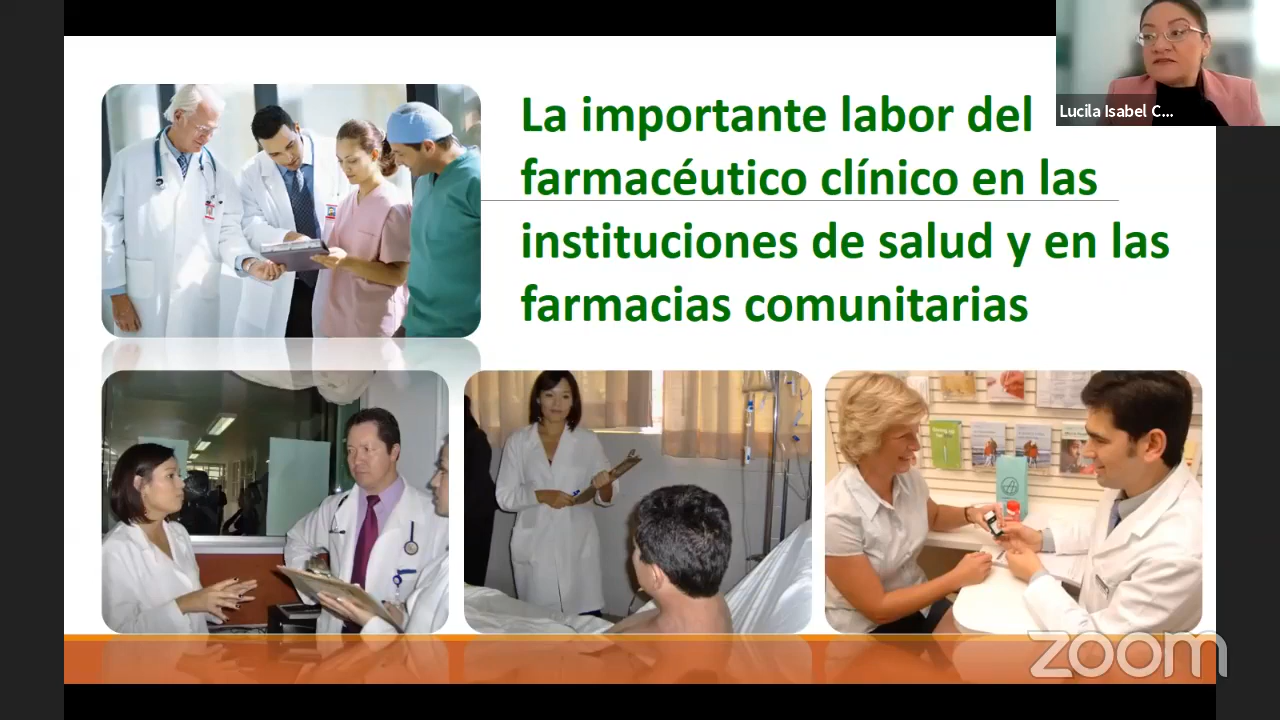 La importante labor del
farmacéutico clínico en las
instituciones de salud y en las
farmacias comunitarias
Lucila Isabel C...
zoom